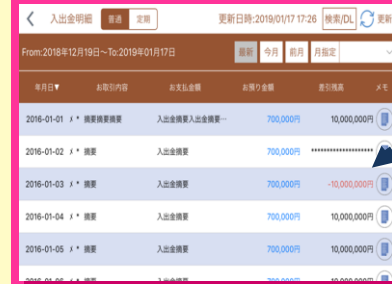 入出金明細 普通 定期 更新日時:2019/01/17 17:26 検索/DL 更新
From:2018年12月19日～To:2019年01月17日 最新 今月 前月 月指定
年月日▼ お取引内容 お支払金額 お預り金額 差引残高 メモ
2016-01-01 メ * 摘要摘要摘要 入出金摘要入出金摘要… 700,000円 10,000,000円
2016-01-02 メ * 摘要 入出金摘要 700,000円 ********************
2016-01-03 メ * 摘要 入出金摘要 700,000円 -10,000,000円
2016-01-04 メ * 摘要 入出金摘要 700,000円 10,000,000円
2016-01-05 メ * 摘要 入出金摘要 700,000円 10,000,000円